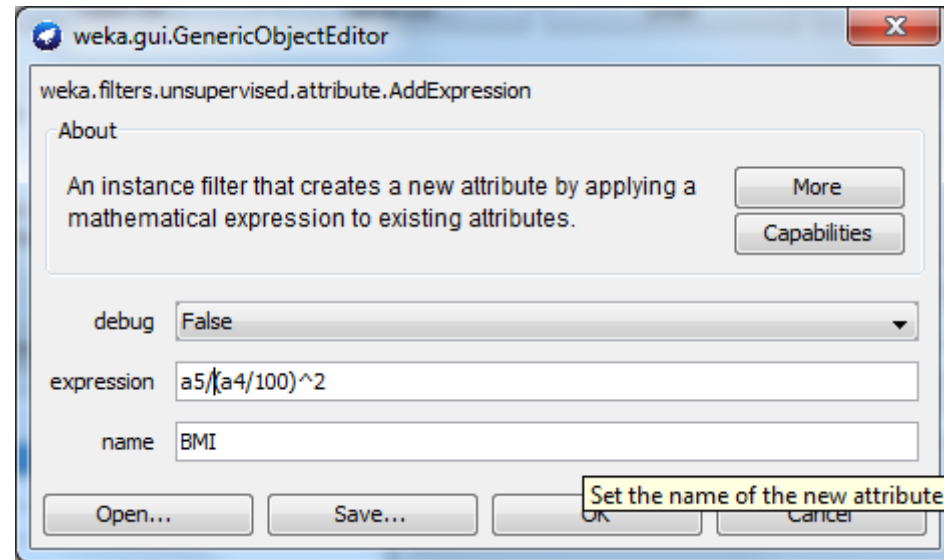 weka.gui.GenericObjectEditor
weka.filters.unsupervised.attribute.AddExpression
About
An instance filter that creates a new attribute by applying a
mathematical expression to existing attributes.
More
Capabilities
debug False
expression a5/(a4/100)^2
name BMI
Set the name of the new attribute
Open... Save... OK Cancel